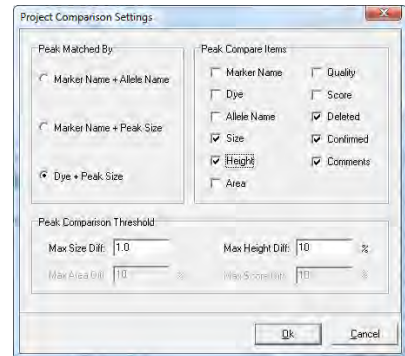 Project Comparison Settings
Peak Matched By
Marker Name + Allele Name
Marker Name + Peak Size
Dye + Peak Size
Peak Compare Items
Marker Name
Dye
Allele Name
Size
Height
Area
Quality
Score
Deleted
Confirmed
Comments
Peak Comparison Threshold
Max Size Diff: 1.0
Max Height Diff: 10 %
Max Area Diff: 10 %
Max Score Diff: 10 %
Ok
Cancel